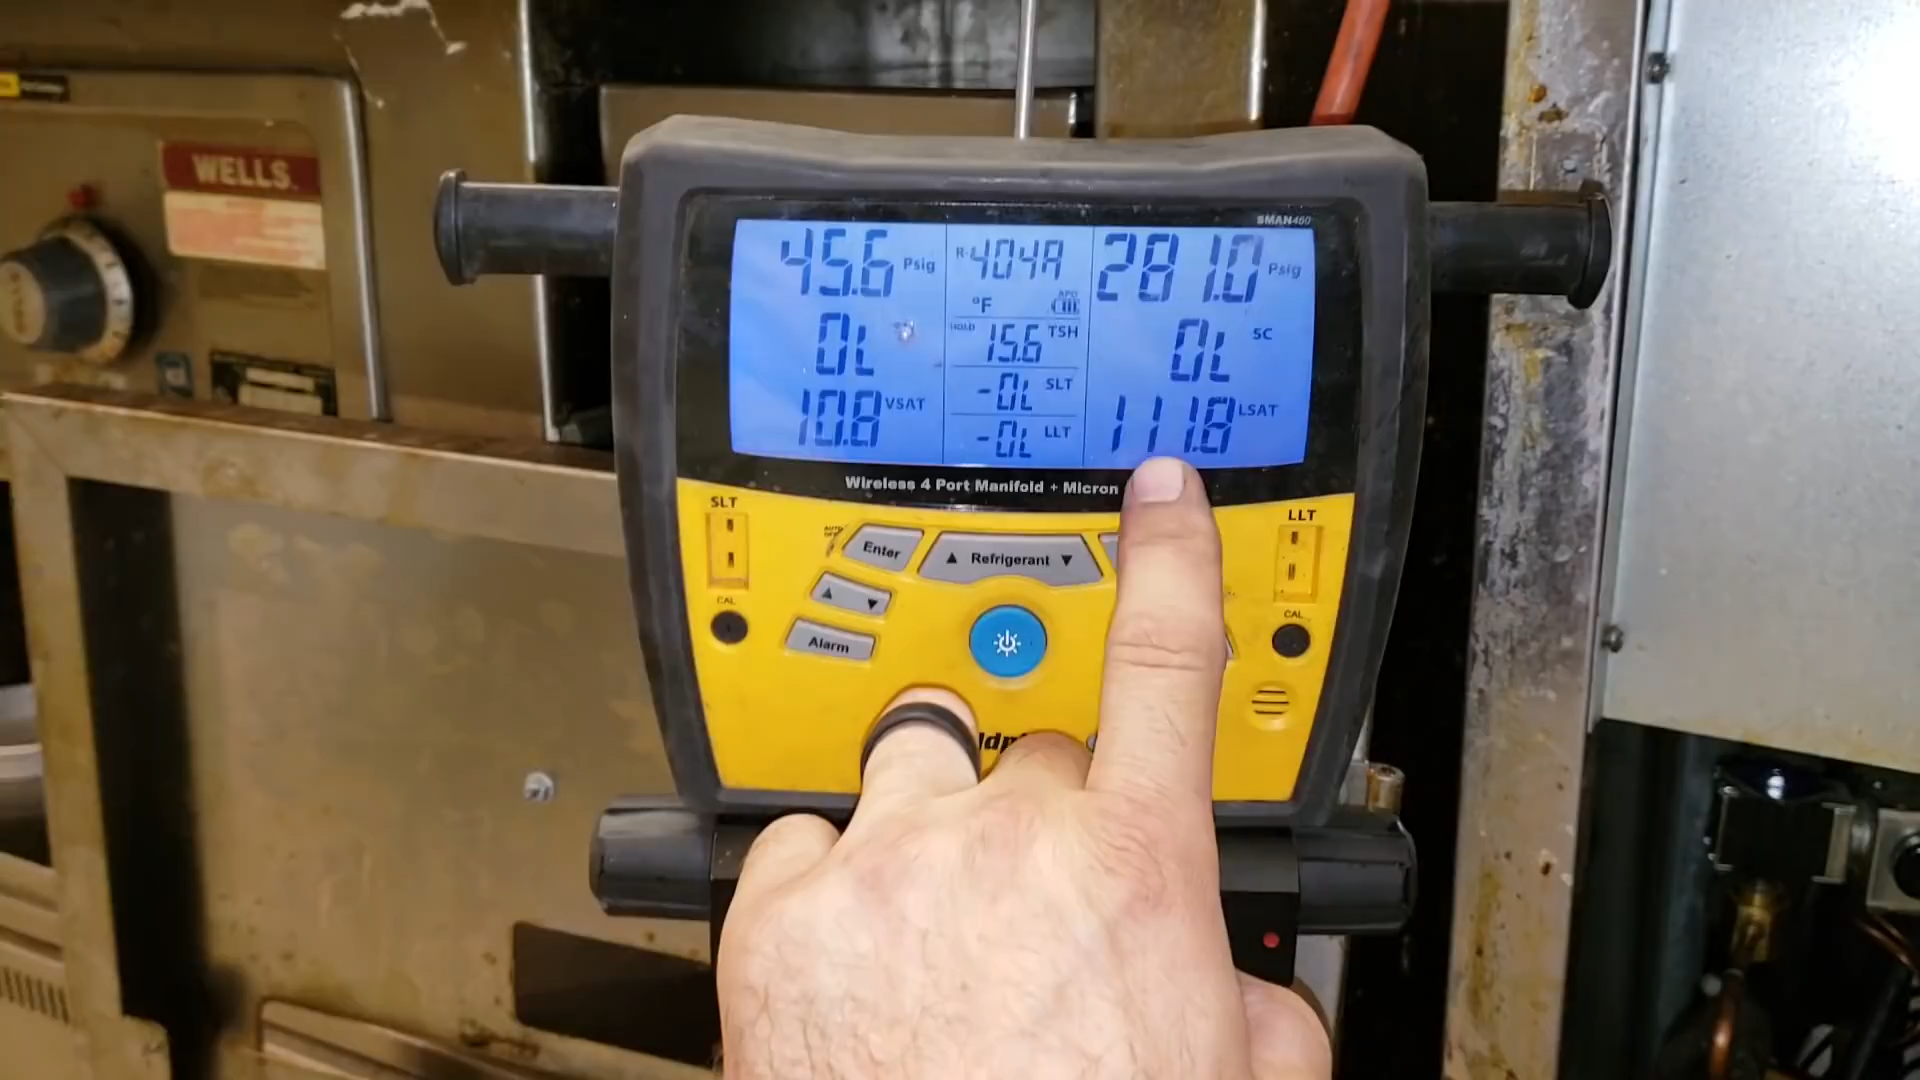 WELLS.
SMAN460
45.6 Psig
0L
10.8 VSAT
R-404A
°F
APO
HOLD 15.6 TSH
-0L SLT
-0L LLT
281.0 Psig
0L SC
111.8 LSAT
Wireless 4 Port Manifold + Micron
SLT
LLT
Enter
▲ Refrigerant ▼
▲ ▼
CAL
CAL
Alarm